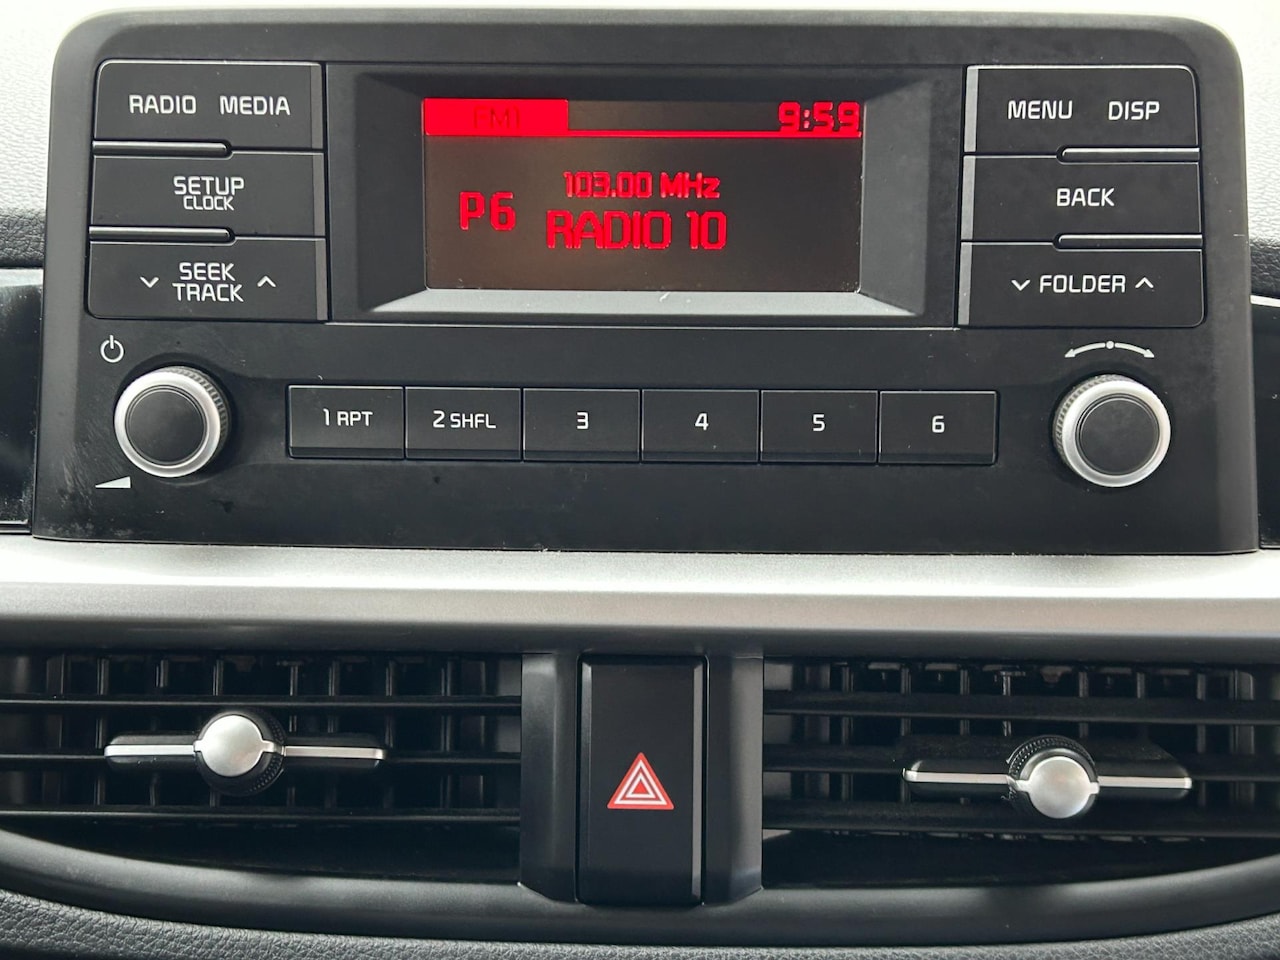 RADIO MEDIA
SETUP
CLOCK
SEEK
TRACK
FM1
9:59
103.00 MHz
P6
RADIO 10
MENU DISP
BACK
FOLDER
1 RPT
2 SHFL
3
4
5
6